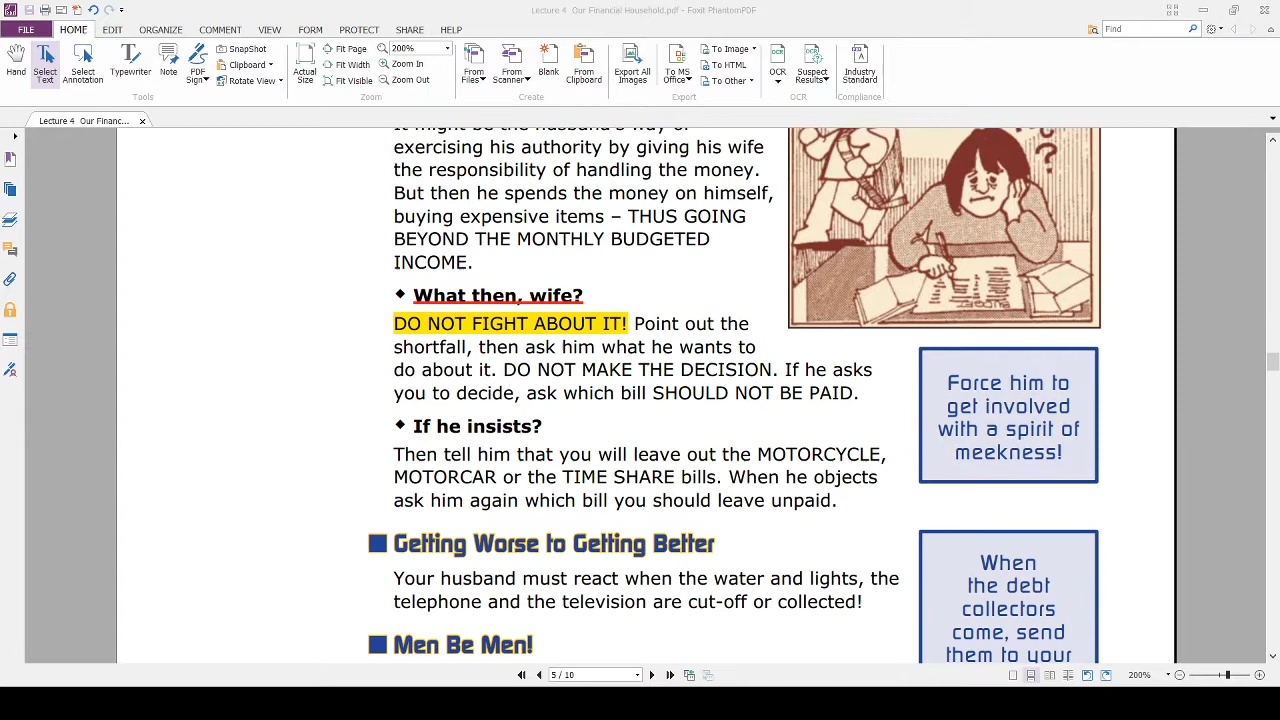 Lecture 4 Our Financial Household.pdf - Foxit PhantomPDF
FILE HOME EDIT ORGANIZE COMMENT VIEW FORM PROTECT SHARE HELP
Find
Hand
Select Text
Select Annotation
Typewriter
Note
PDF Sign
SnapShot
Clipboard
Rotate View
Tools
Actual Size
Fit Page
Fit Width
Fit Visible
200%
Zoom In
Zoom Out
Zoom
From Files
From Scanner
Blank
From Clipboard
Create
Export All Images
To MS Office
To Image
To HTML
To Other
Export
OCR
Suspect Results
OCR
Industry Standard
Compliance
Lecture 4 Our Financ...
It might be the husband's way of
exercising his authority by giving his wife
the responsibility of handling the money.
But then he spends the money on himself,
buying expensive items – THUS GOING
BEYOND THE MONTHLY BUDGETED
INCOME.
What then, wife?
DO NOT FIGHT ABOUT IT! Point out the
shortfall, then ask him what he wants to
do about it. DO NOT MAKE THE DECISION. If he asks
you to decide, ask which bill SHOULD NOT BE PAID.
If he insists?
Then tell him that you will leave out the MOTORCYCLE,
MOTORCAR or the TIME SHARE bills. When he objects
ask him again which bill you should leave unpaid.
Getting Worse to Getting Better
Your husband must react when the water and lights, the
telephone and the television are cut-off or collected!
Men Be Men!
? ?
Force him to
get involved
with a spirit of
meekness!
When
the debt
collectors
come, send
them to your
5 / 10
200%